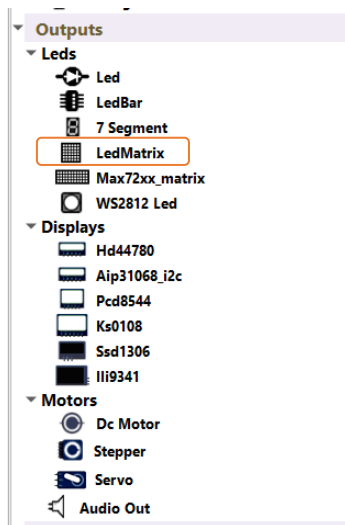 Outputs
Leds
Led
LedBar
7 Segment
LedMatrix
Max72xx_matrix
WS2812 Led
Displays
Hd44780
Aip31068_i2c
Pcd8544
Ks0108
Ssd1306
Ili9341
Motors
Dc Motor
Stepper
Servo
Audio Out